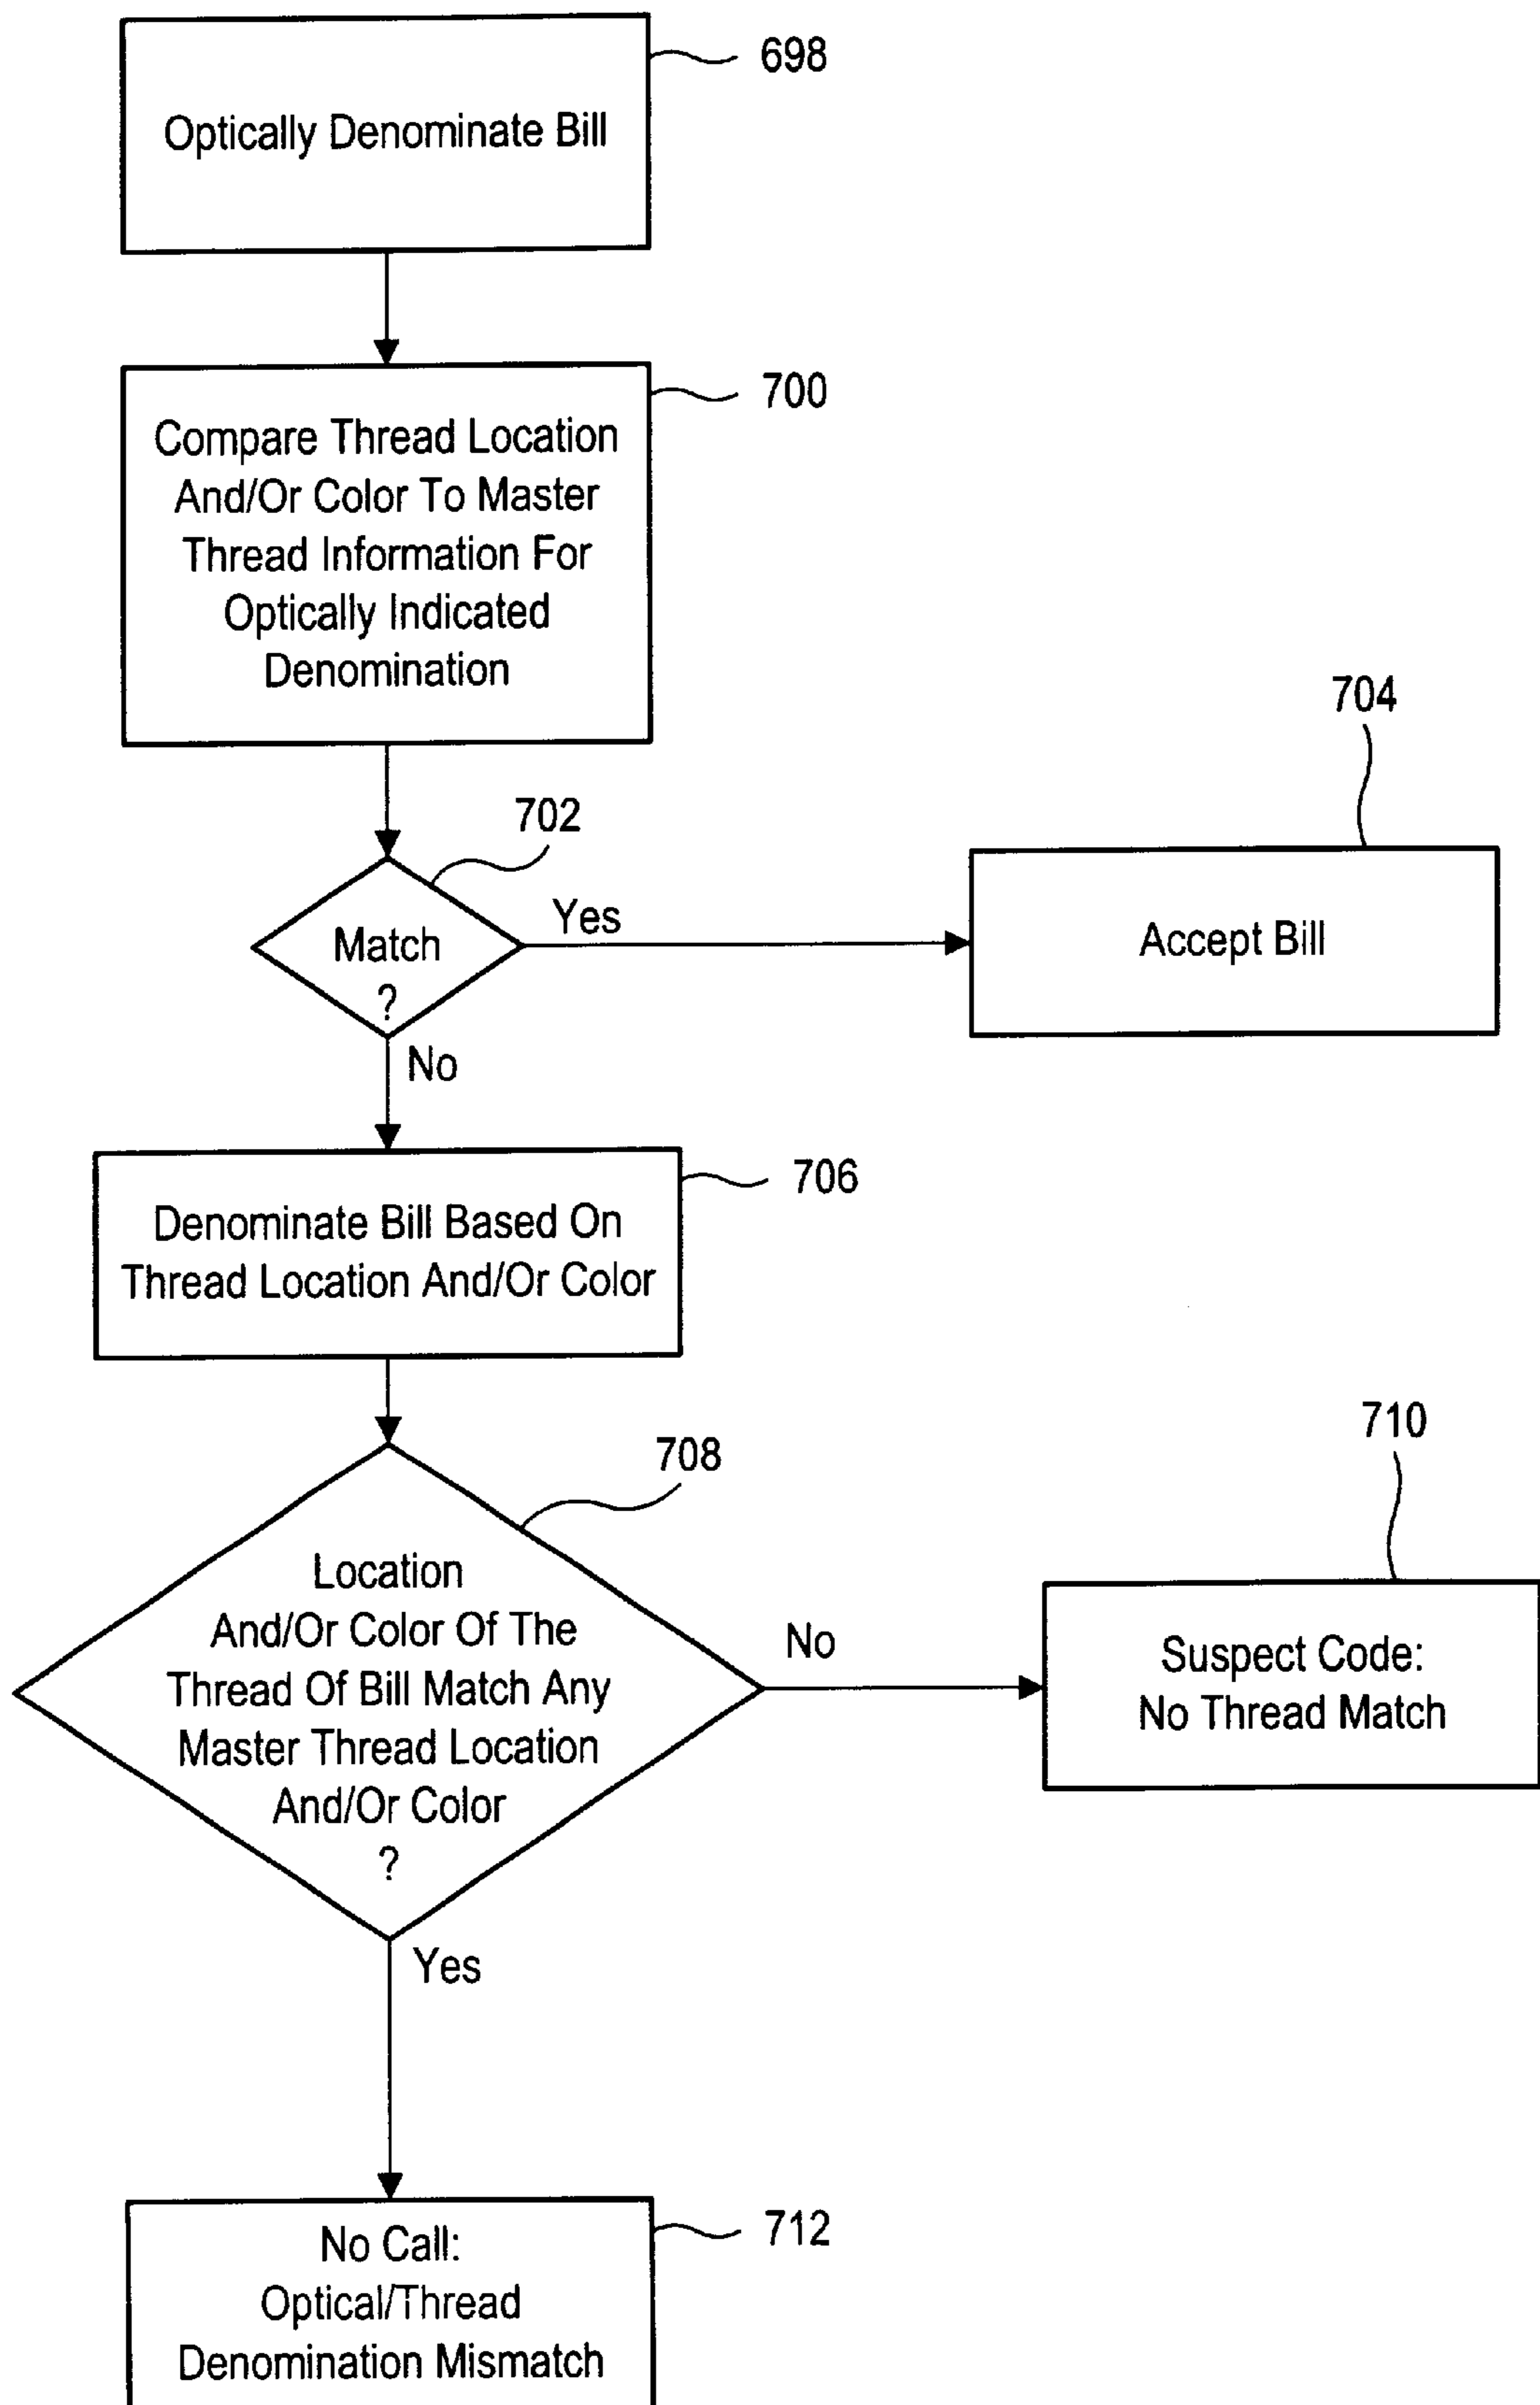 698
Optically Denominate Bill
700
Compare Thread Location
And/Or Color To Master
Thread Information For
Optically Indicated
Denomination
704
702
Match
?
Yes
Accept Bill
No
706
Denominate Bill Based On
Thread Location And/Or Color
710
708
Location
And/Or Color Of The
Thread Of Bill Match Any
Master Thread Location
And/Or Color
?
No
Suspect Code:
No Thread Match
Yes
712
No Call:
Optical/Thread
Denomination Mismatch